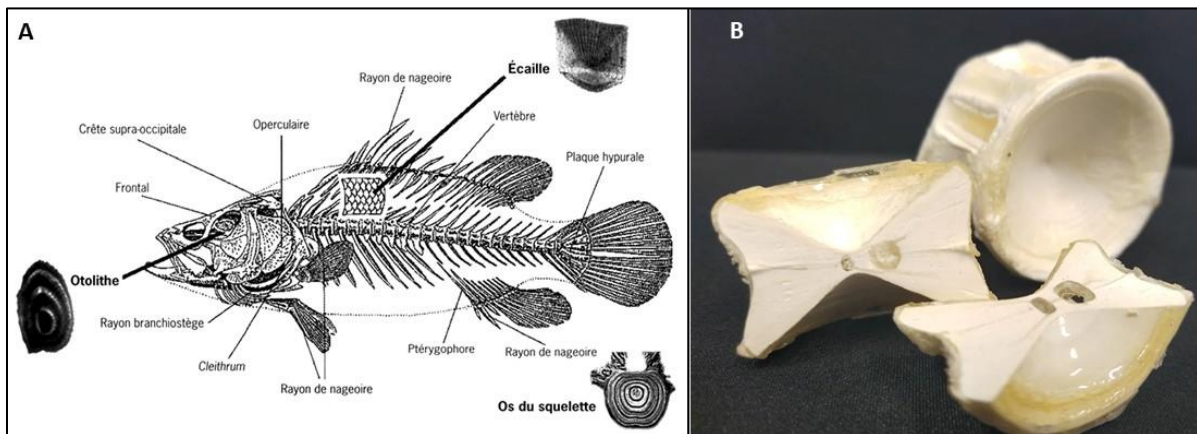 A
Écaille
Rayon de nageoire
Crête supra-occipitale
Operculaire
Vertèbre
Plaque hypurale
Frontal
Otolithe
Rayon branchiostège
Ptérygophore
Rayon de nageoire
Cleithrum
Rayon de nageoire
Os du squelette
B